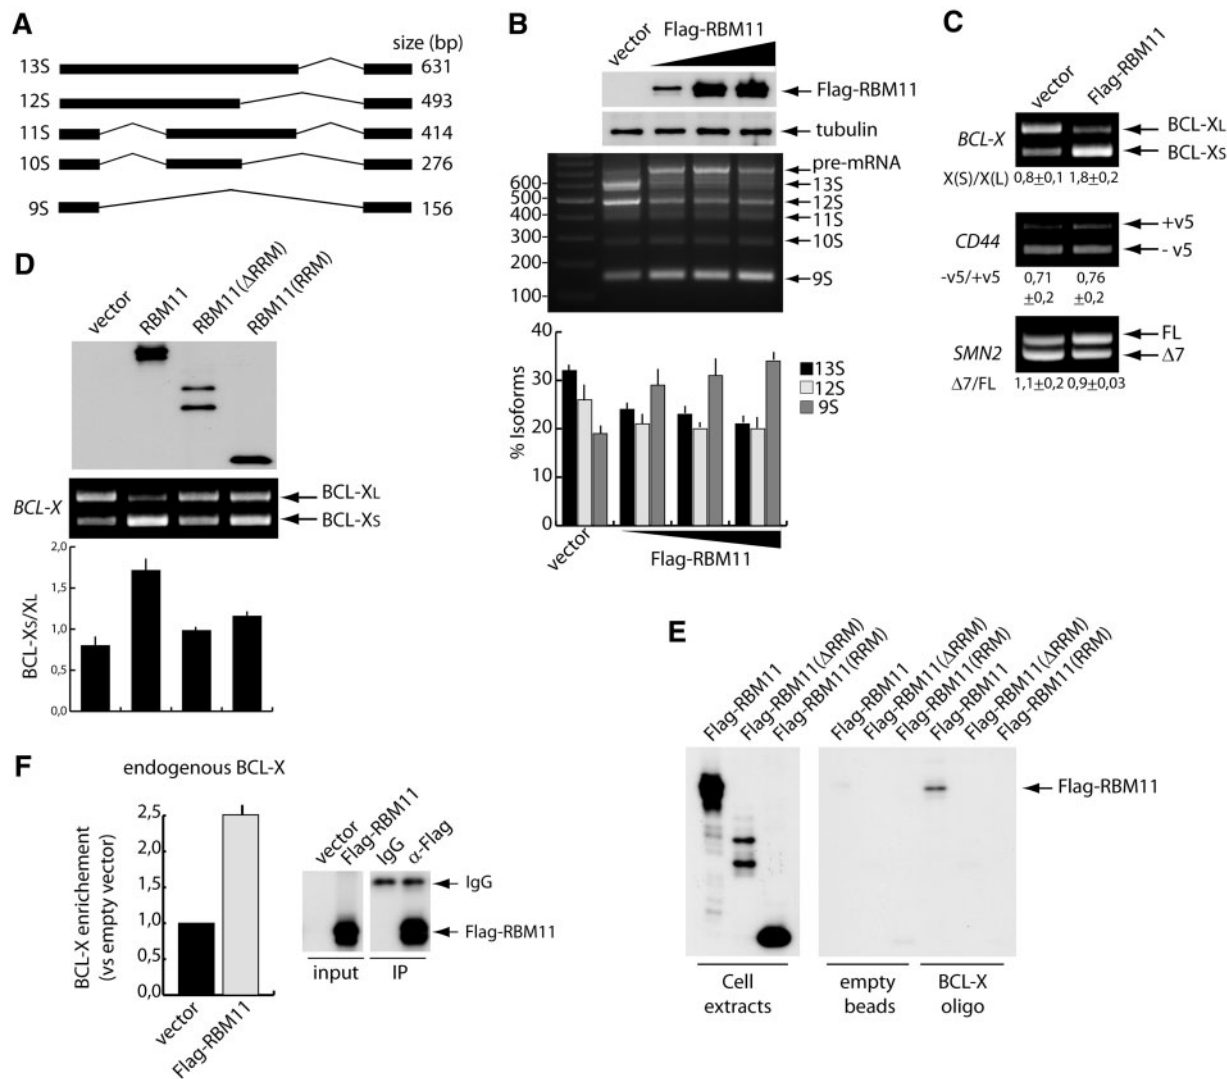 A
size (bp)
13S 631
12S 493
11S 414
10S 276
9S 156
B
vector
Flag-RBM11
Flag-RBM11
tubulin
pre-mRNA
600
500
400
300
200
100
13S
12S
11S
10S
9S
% Isoforms
40
30
20
10
0
13S
12S
9S
vector
Flag-RBM11
C
vector
Flag-RBM11
BCL-X
BCL-XL
BCL-XS
X(S)/X(L) 0,8±0,1 1,8±0,2
CD44
+v5
- v5
-v5/+v5 0,71 0,76
±0,2 ±0,2
SMN2
FL
Δ7
Δ7/FL 1,1±0,2 0,9±0,03
D
vector
RBM11
RBM11(ΔRRM)
RBM11(RRM)
BCL-X
BCL-XL
BCL-XS
BCL-XS/XL
2,0
1,5
1,0
0,5
0,0
E
Flag-RBM11
Flag-RBM11(ΔRRM)
Flag-RBM11(RRM)
Flag-RBM11
Flag-RBM11(ΔRRM)
Flag-RBM11(RRM)
Flag-RBM11
Flag-RBM11(ΔRRM)
Flag-RBM11(RRM)
Flag-RBM11
Cell
extracts
empty
beads
BCL-X
oligo
F
endogenous BCL-X
BCL-X enrichement
(vs empty vector)
2,5
2,0
1,5
1,0
0,5
0,0
vector
Flag-RBM11
vector
Flag-RBM11
IgG
α-Flag
IgG
Flag-RBM11
input
IP